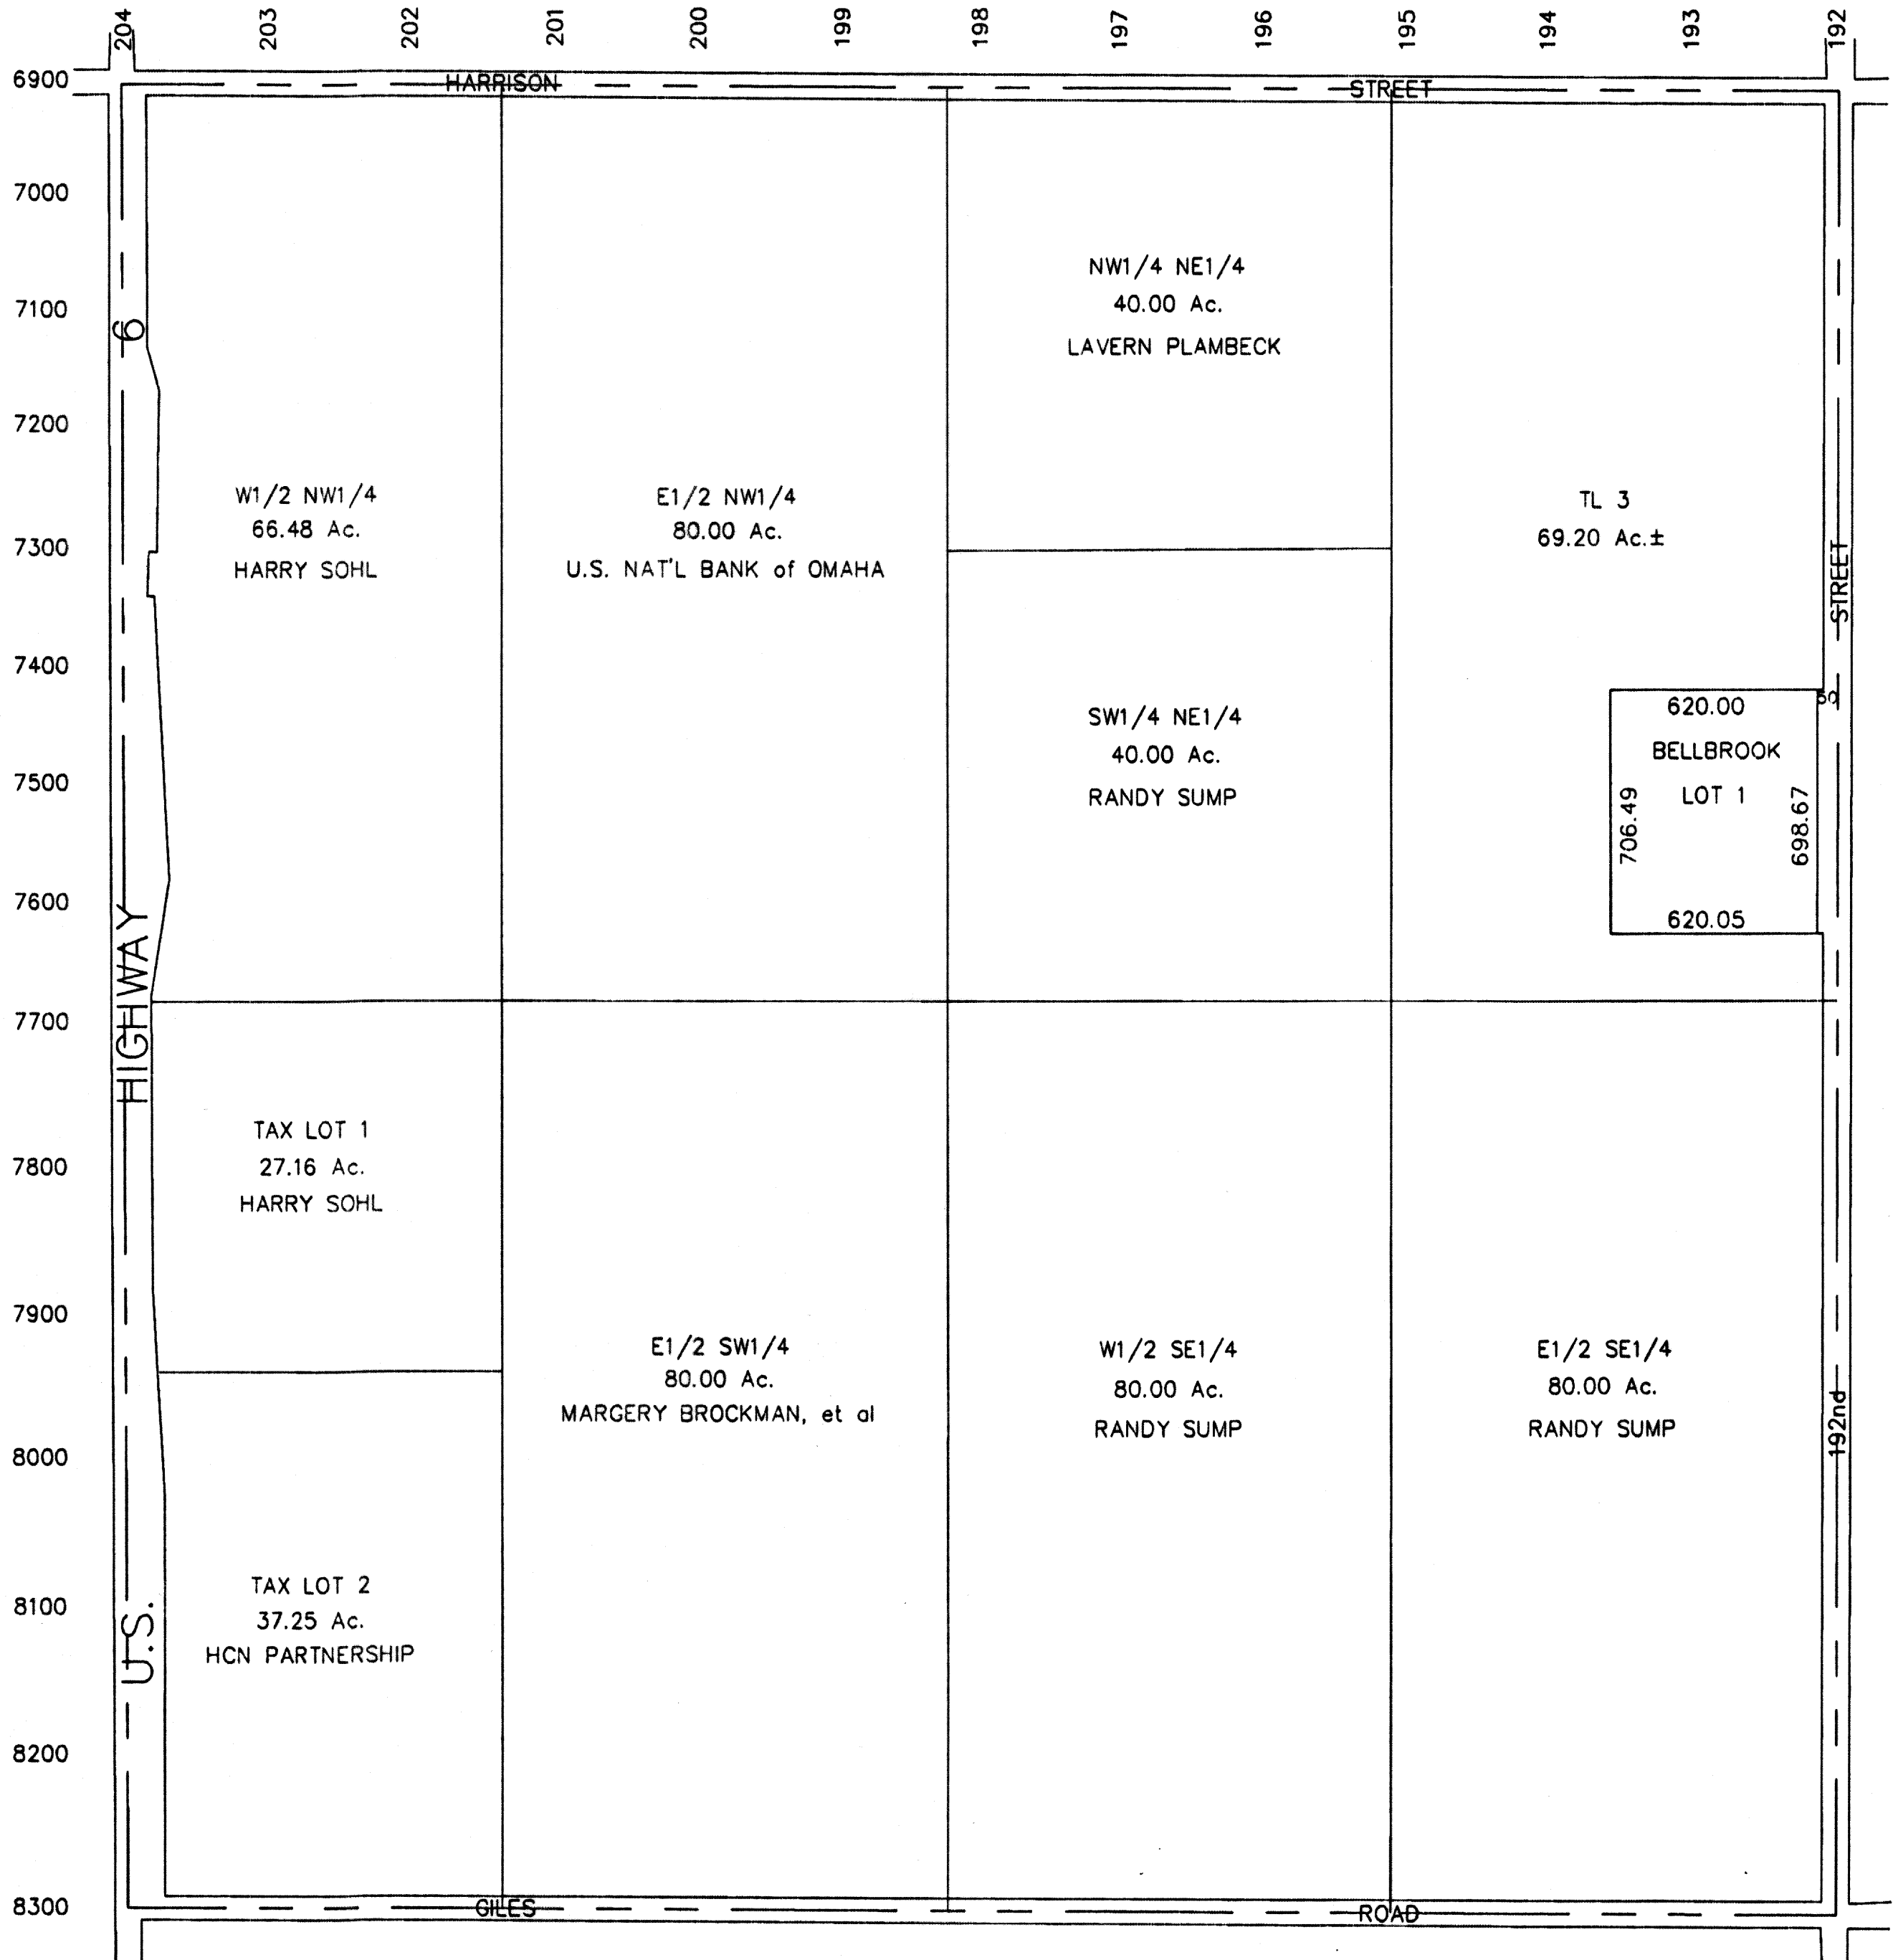 204 203 202 201 200 199 198 197 196 195 194 193 192
6900
HARRISON STREET
7000
7100
7200
7300
7400
7500
7600
7700
7800
7900
8000
8100
8200
8300
U.S. HIGHWAY 6
W1/2 NW1/4
66.48 Ac.
HARRY SOHL
E1/2 NW1/4
80.00 Ac.
U.S. NAT'L BANK of OMAHA
NW1/4 NE1/4
40.00 Ac.
LAVERN PLAMBECK
SW1/4 NE1/4
40.00 Ac.
RANDY SUMP
TL 3
69.20 Ac.±
50
620.00
BELLBROOK
LOT 1
706.49
698.67
620.05
192nd STREET
TAX LOT 1
27.16 Ac.
HARRY SOHL
TAX LOT 2
37.25 Ac.
HCN PARTNERSHIP
E1/2 SW1/4
80.00 Ac.
MARGERY BROCKMAN, et al
W1/2 SE1/4
80.00 Ac.
RANDY SUMP
E1/2 SE1/4
80.00 Ac.
RANDY SUMP
GILES ROAD